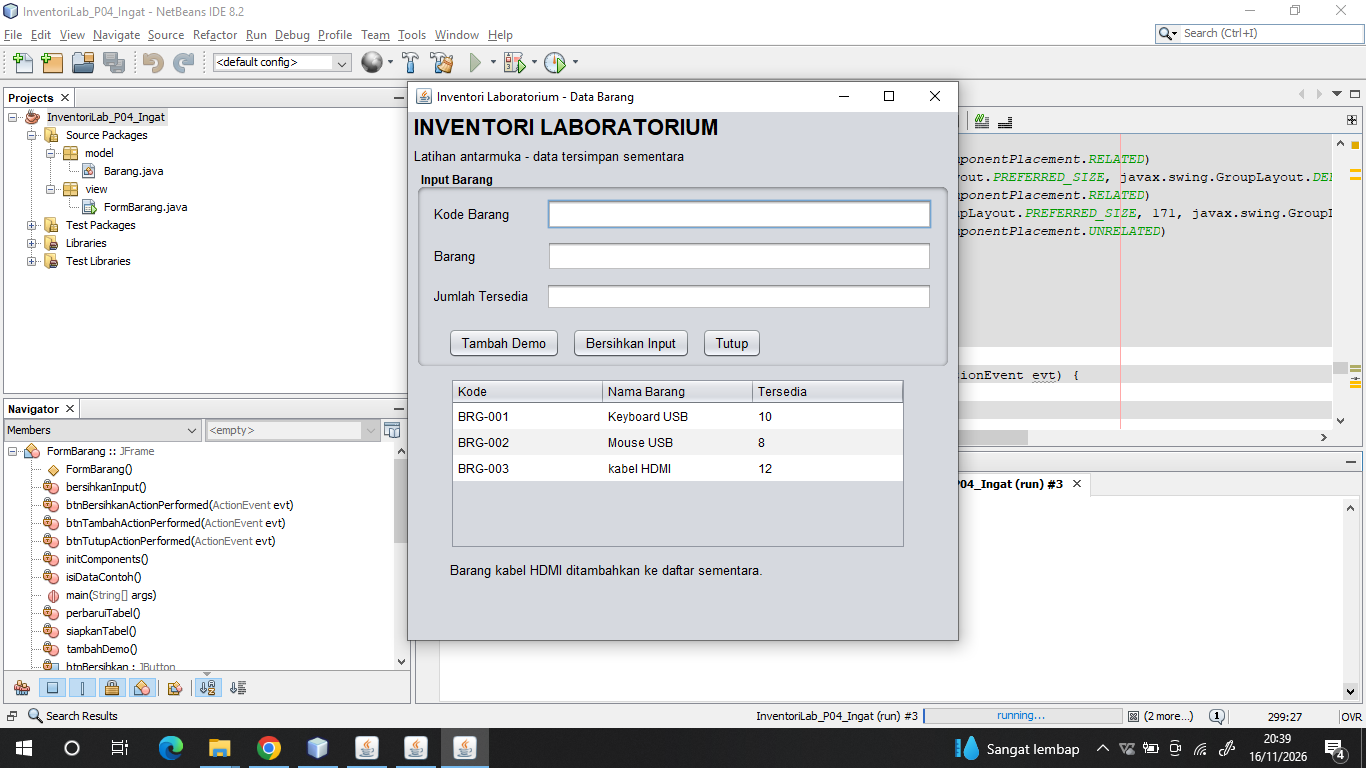 InventoriLab_P04_Ingat - NetBeans IDE 8.2
File Edit View Navigate Source Refactor Run Debug Profile Team Tools Window Help
Search (Ctrl+I)
<default config>
Projects
InventoriLab_P04_Ingat
Source Packages
model
Barang.java
view
FormBarang.java
Test Packages
Libraries
Test Libraries
Navigator
Members
<empty>
FormBarang :: JFrame
FormBarang()
bersihkanInput()
btnBersihkanActionPerformed(ActionEvent evt)
btnTambahActionPerformed(ActionEvent evt)
btnTutupActionPerformed(ActionEvent evt)
initComponents()
isiDataContoh()
main(String[] args)
perbaruiTabel()
siapkanTabel()
tambahDemo()
btnBersihkan : JButton
Inventori Laboratorium - Data Barang
INVENTORI LABORATORIUM
Latihan antarmuka - data tersimpan sementara
Input Barang
Kode Barang
Barang
Jumlah Tersedia
Tambah Demo Bersihkan Input Tutup
Kode Nama Barang Tersedia
BRG-001 Keyboard USB 10
BRG-002 Mouse USB 8
BRG-003 kabel HDMI 12
Barang kabel HDMI ditambahkan ke daftar sementara.
ponentPlacement.RELATED)
out.PREFERRED_SIZE, javax.swing.GroupLayout.DEF
ponentPlacement.RELATED)
upLayout.PREFERRED_SIZE, 171, javax.swing.GroupL
ponentPlacement.UNRELATED)
ionEvent evt) {
P04_Ingat (run) #3
Search Results
InventoriLab_P04_Ingat (run) #3
running...
(2 more...)
1
299:27
OVR
Sangat lembap
20:39
16/11/2026
4